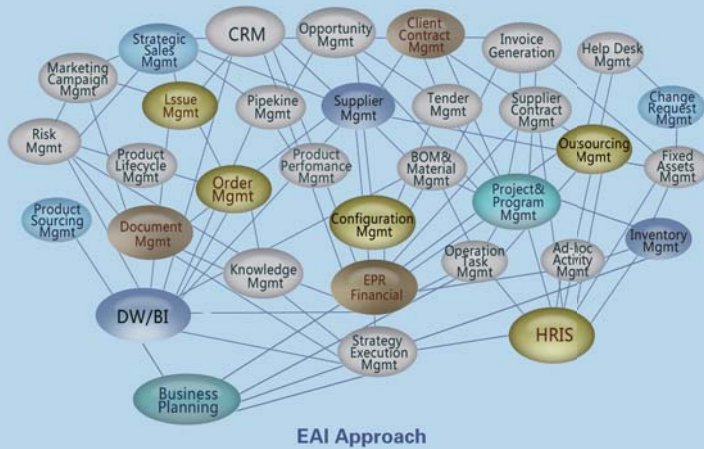 Strategic
Sales
Mgmt
CRM
Opportunity
Mgmt
Client
Contract
Mgmt
Invoice
Generation
Help Desk
Mgmt
Marketing
Campaign
Mgmt
Lssue Mgmt
Pipekine
Mgmt
Supplier
Mgmt
Tender
Mgmt
Supplier
Contract
Mgmt
Change
Request
Mgmt
Risk
Mgmt
Product
Lifecycle
Mgmt
Order
Mgmt
Product
Perfomance
Mgmt
BOM&
Material
Mgmt
Project&
Program
Mgmt
Ousourcing
Mgmt
Fixed
Assets
Mgmt
Product
Sourcing
Mgmt
Document
Mgmt
Configuration
Mgmt
Inventory
Mgmt
Knowledge
Mgmt
EPR
Financial
Operation
Task
Mgmt
Ad-hoc
Activity
Mgmt
DW/BI
Strategy
Execution
Mgmt
HRIS
Business
Planning
EAI Approach